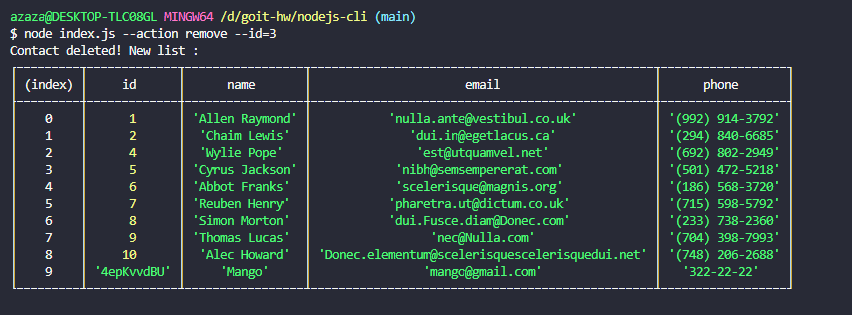 azaza@DESKTOP-TLC08GL MINGW64 /d/goit-hw/nodejs-cli (main)
$ node index.js --action remove --id=3
Contact deleted! New list :
(index) id name email phone
0 1 'Allen Raymond' 'nulla.ante@vestibul.co.uk' '(992) 914-3792'
1 2 'Chaim Lewis' 'dui.in@egetlacus.ca' '(294) 840-6685'
2 4 'Wylie Pope' 'est@utquamvel.net' '(692) 802-2949'
3 5 'Cyrus Jackson' 'nibh@semsempererat.com' '(501) 472-5218'
4 6 'Abbot Franks' 'scelerisque@magnis.org' '(186) 568-3720'
5 7 'Reuben Henry' 'pharetra.ut@dictum.co.uk' '(715) 598-5792'
6 8 'Simon Morton' 'dui.Fusce.diam@Donec.com' '(233) 738-2360'
7 9 'Thomas Lucas' 'nec@Nulla.com' '(704) 398-7993'
8 10 'Alec Howard' 'Donec.elementum@scelerisquescelerisquedui.net' '(748) 206-2688'
9 '4epKvvdBU' 'Mango' 'mango@gmail.com' '322-22-22'